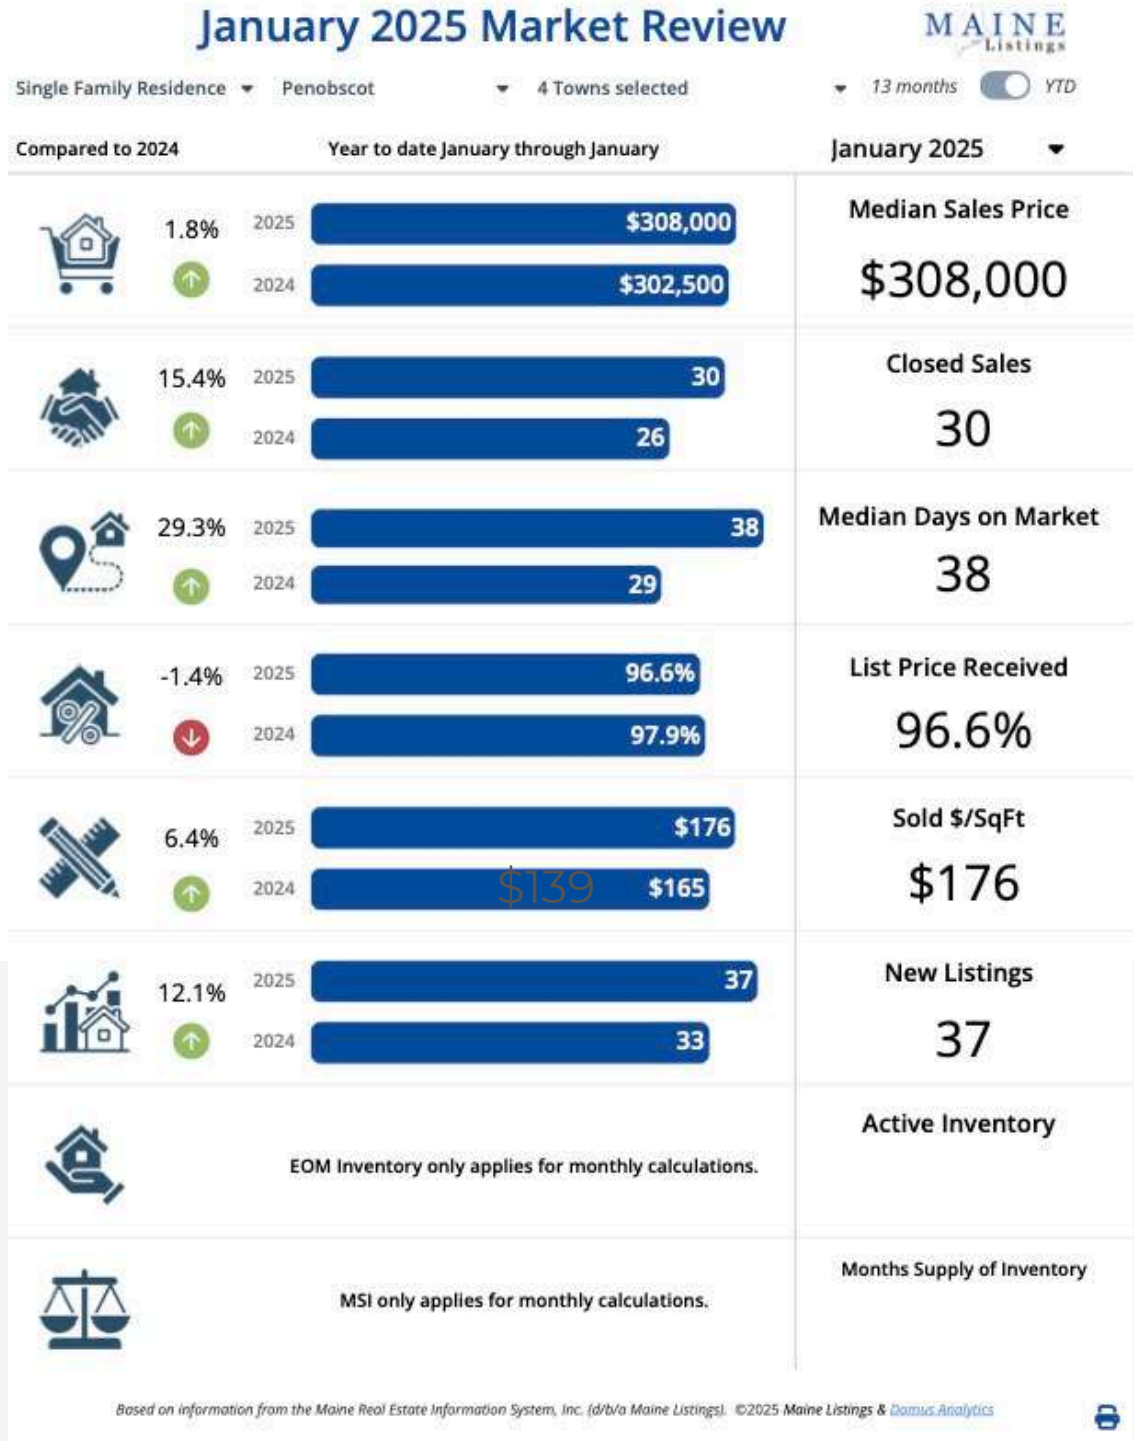 January 2025 Market Review
MAINE
Listings
Single Family Residence
Penobscot
4 Towns selected
13 months
YTD
Compared to 2024
Year to date January through January
January 2025
1.8%
2025
$308,000
2024
$302,500
Median Sales Price
$308,000
15.4%
2025
30
2024
26
Closed Sales
30
29.3%
2025
38
2024
29
Median Days on Market
38
-1.4%
2025
96.6%
2024
97.9%
List Price Received
96.6%
6.4%
2025
$176
2024
$139
$165
Sold $/SqFt
$176
12.1%
2025
37
2024
33
New Listings
37
EOM Inventory only applies for monthly calculations.
Active Inventory
MSI only applies for monthly calculations.
Months Supply of Inventory
Based on information from the Maine Real Estate Information System, Inc. (d/b/a Maine Listings). ©2025 Maine Listings & Domus Analytics